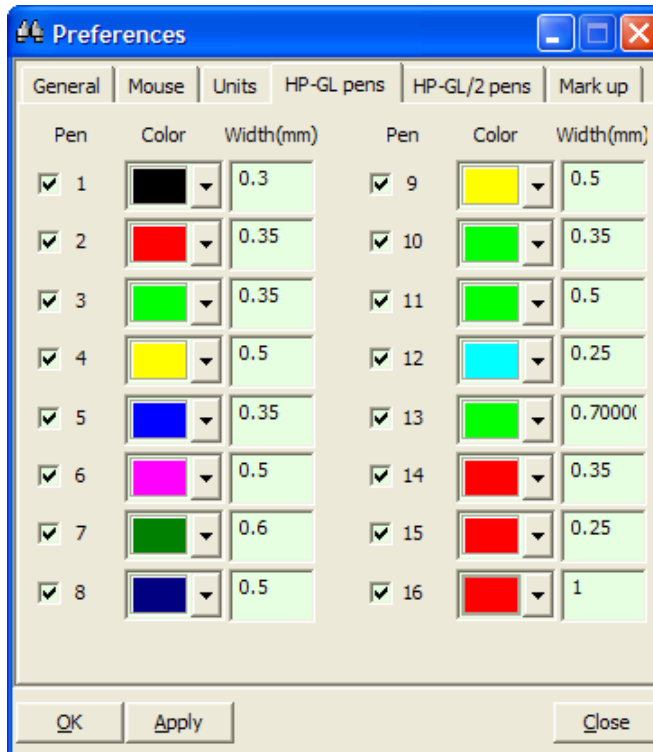 Preferences
General Mouse Units HP-GL pens HP-GL/2 pens Mark up
Pen Color Width(mm) Pen Color Width(mm)
1 0.3 9 0.5
2 0.35 10 0.35
3 0.35 11 0.5
4 0.5 12 0.25
5 0.35 13 0.7000(
6 0.5 14 0.35
7 0.6 15 0.25
8 0.5 16 1
OK Apply Close